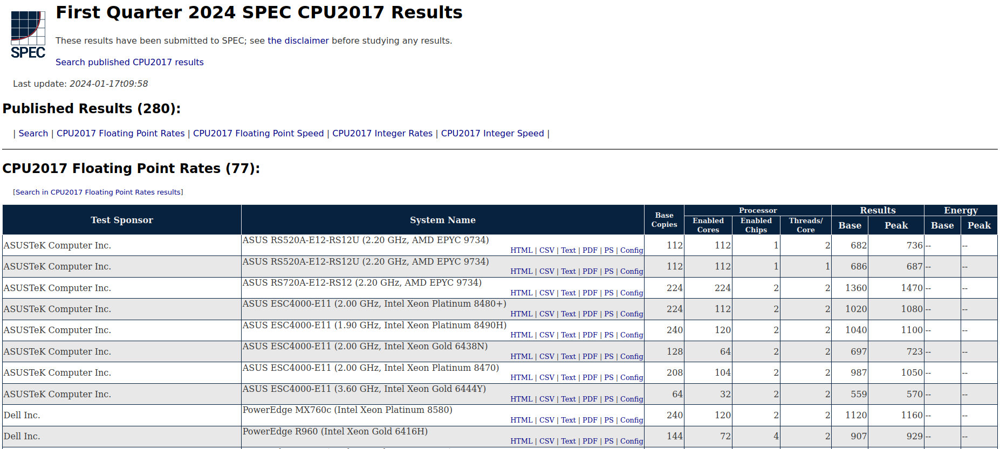 First Quarter 2024 SPEC CPU2017 Results
SPEC
These results have been submitted to SPEC; see the disclaimer before studying any results.
Search published CPU2017 results
Last update: 2024-01-17t09:58
Published Results (280):
| Search | CPU2017 Floating Point Rates | CPU2017 Floating Point Speed | CPU2017 Integer Rates | CPU2017 Integer Speed |
CPU2017 Floating Point Rates (77):
[Search in CPU2017 Floating Point Rates results]
Test Sponsor System Name Base Copies Processor Results Energy
Enabled Cores Enabled Chips Threads/ Core Base Peak Base Peak
ASUSTeK Computer Inc. ASUS RS520A-E12-RS12U (2.20 GHz, AMD EPYC 9734) 112 112 1 2 682 736 -- --
HTML | CSV | Text | PDF | PS | Config
ASUSTeK Computer Inc. ASUS RS520A-E12-RS12U (2.20 GHz, AMD EPYC 9734) 112 112 1 1 686 687 -- --
HTML | CSV | Text | PDF | PS | Config
ASUSTeK Computer Inc. ASUS RS720A-E12-RS12 (2.20 GHz, AMD EPYC 9734) 224 224 2 2 1360 1470 -- --
HTML | CSV | Text | PDF | PS | Config
ASUSTeK Computer Inc. ASUS ESC4000-E11 (2.00 GHz, Intel Xeon Platinum 8480+) 224 112 2 2 1020 1080 -- --
HTML | CSV | Text | PDF | PS | Config
ASUSTeK Computer Inc. ASUS ESC4000-E11 (1.90 GHz, Intel Xeon Platinum 8490H) 240 120 2 2 1040 1100 -- --
HTML | CSV | Text | PDF | PS | Config
ASUSTeK Computer Inc. ASUS ESC4000-E11 (2.00 GHz, Intel Xeon Gold 6438N) 128 64 2 2 697 723 -- --
HTML | CSV | Text | PDF | PS | Config
ASUSTeK Computer Inc. ASUS ESC4000-E11 (2.00 GHz, Intel Xeon Platinum 8470) 208 104 2 2 987 1050 -- --
HTML | CSV | Text | PDF | PS | Config
ASUSTeK Computer Inc. ASUS ESC4000-E11 (3.60 GHz, Intel Xeon Gold 6444Y) 64 32 2 2 559 570 -- --
HTML | CSV | Text | PDF | PS | Config
Dell Inc. PowerEdge MX760c (Intel Xeon Platinum 8580) 240 120 2 2 1120 1160 -- --
HTML | CSV | Text | PDF | PS | Config
Dell Inc. PowerEdge R960 (Intel Xeon Gold 6416H) 144 72 4 2 907 929 -- --
HTML | CSV | Text | PDF | PS | Config